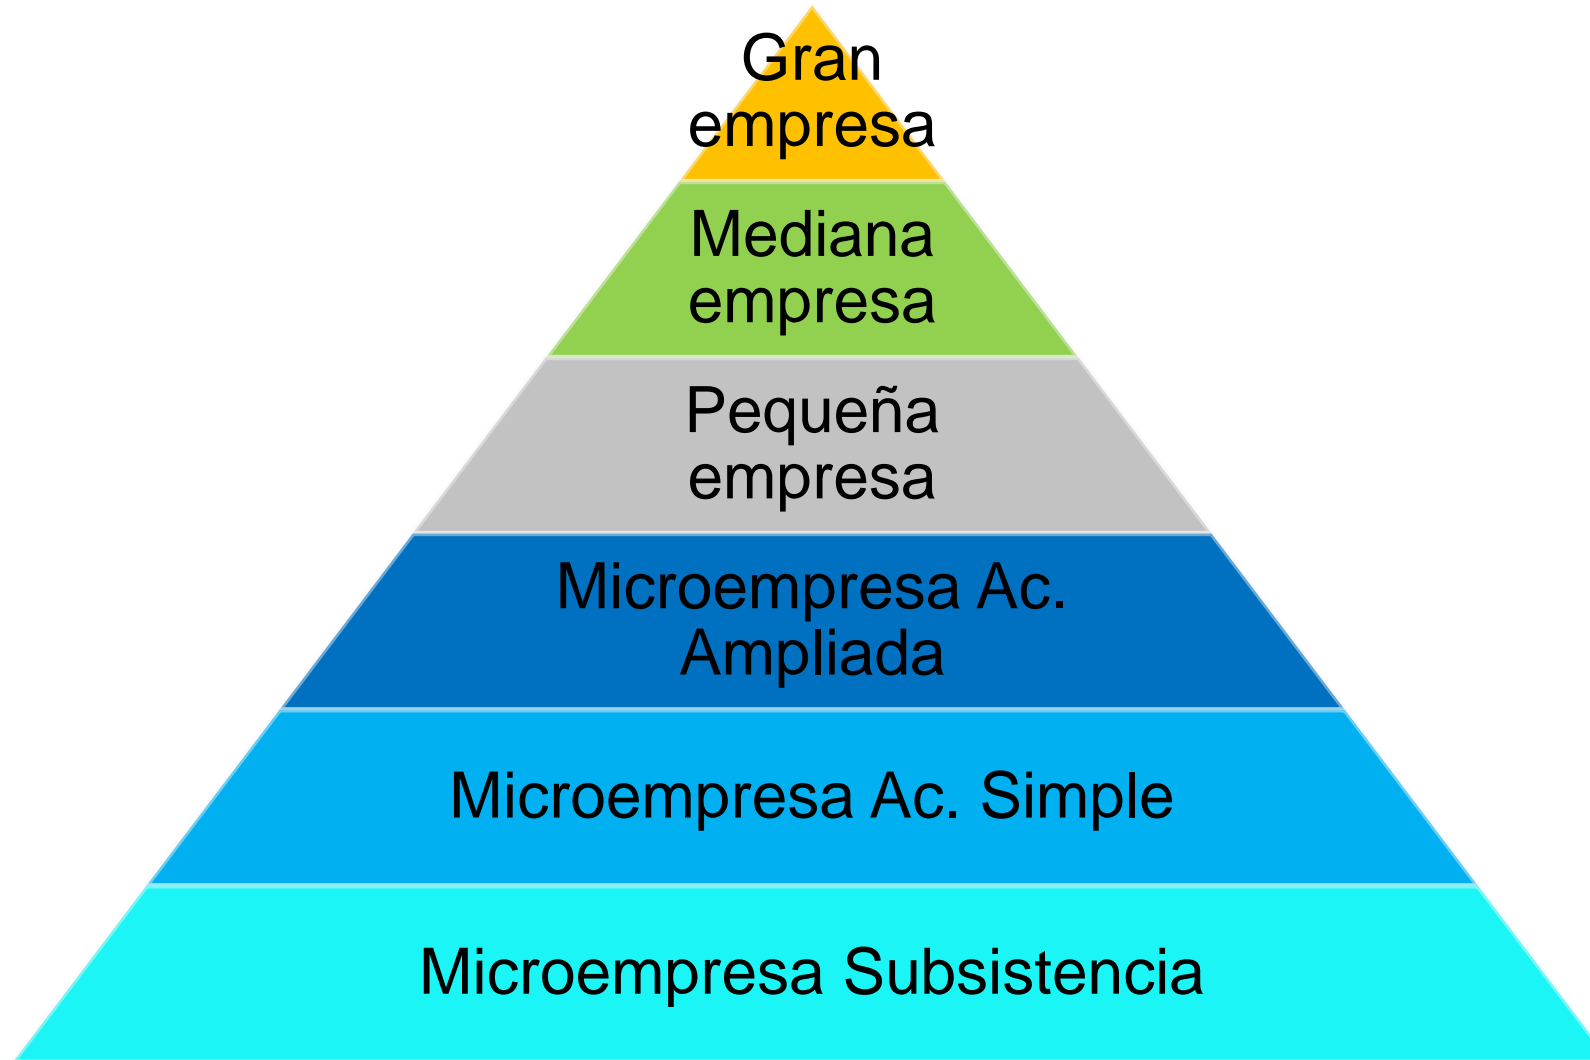 Gran
empresa
Mediana
empresa
Pequeña
empresa
Microempresa Ac.
Ampliada
Microempresa Ac. Simple
Microempresa Subsistencia